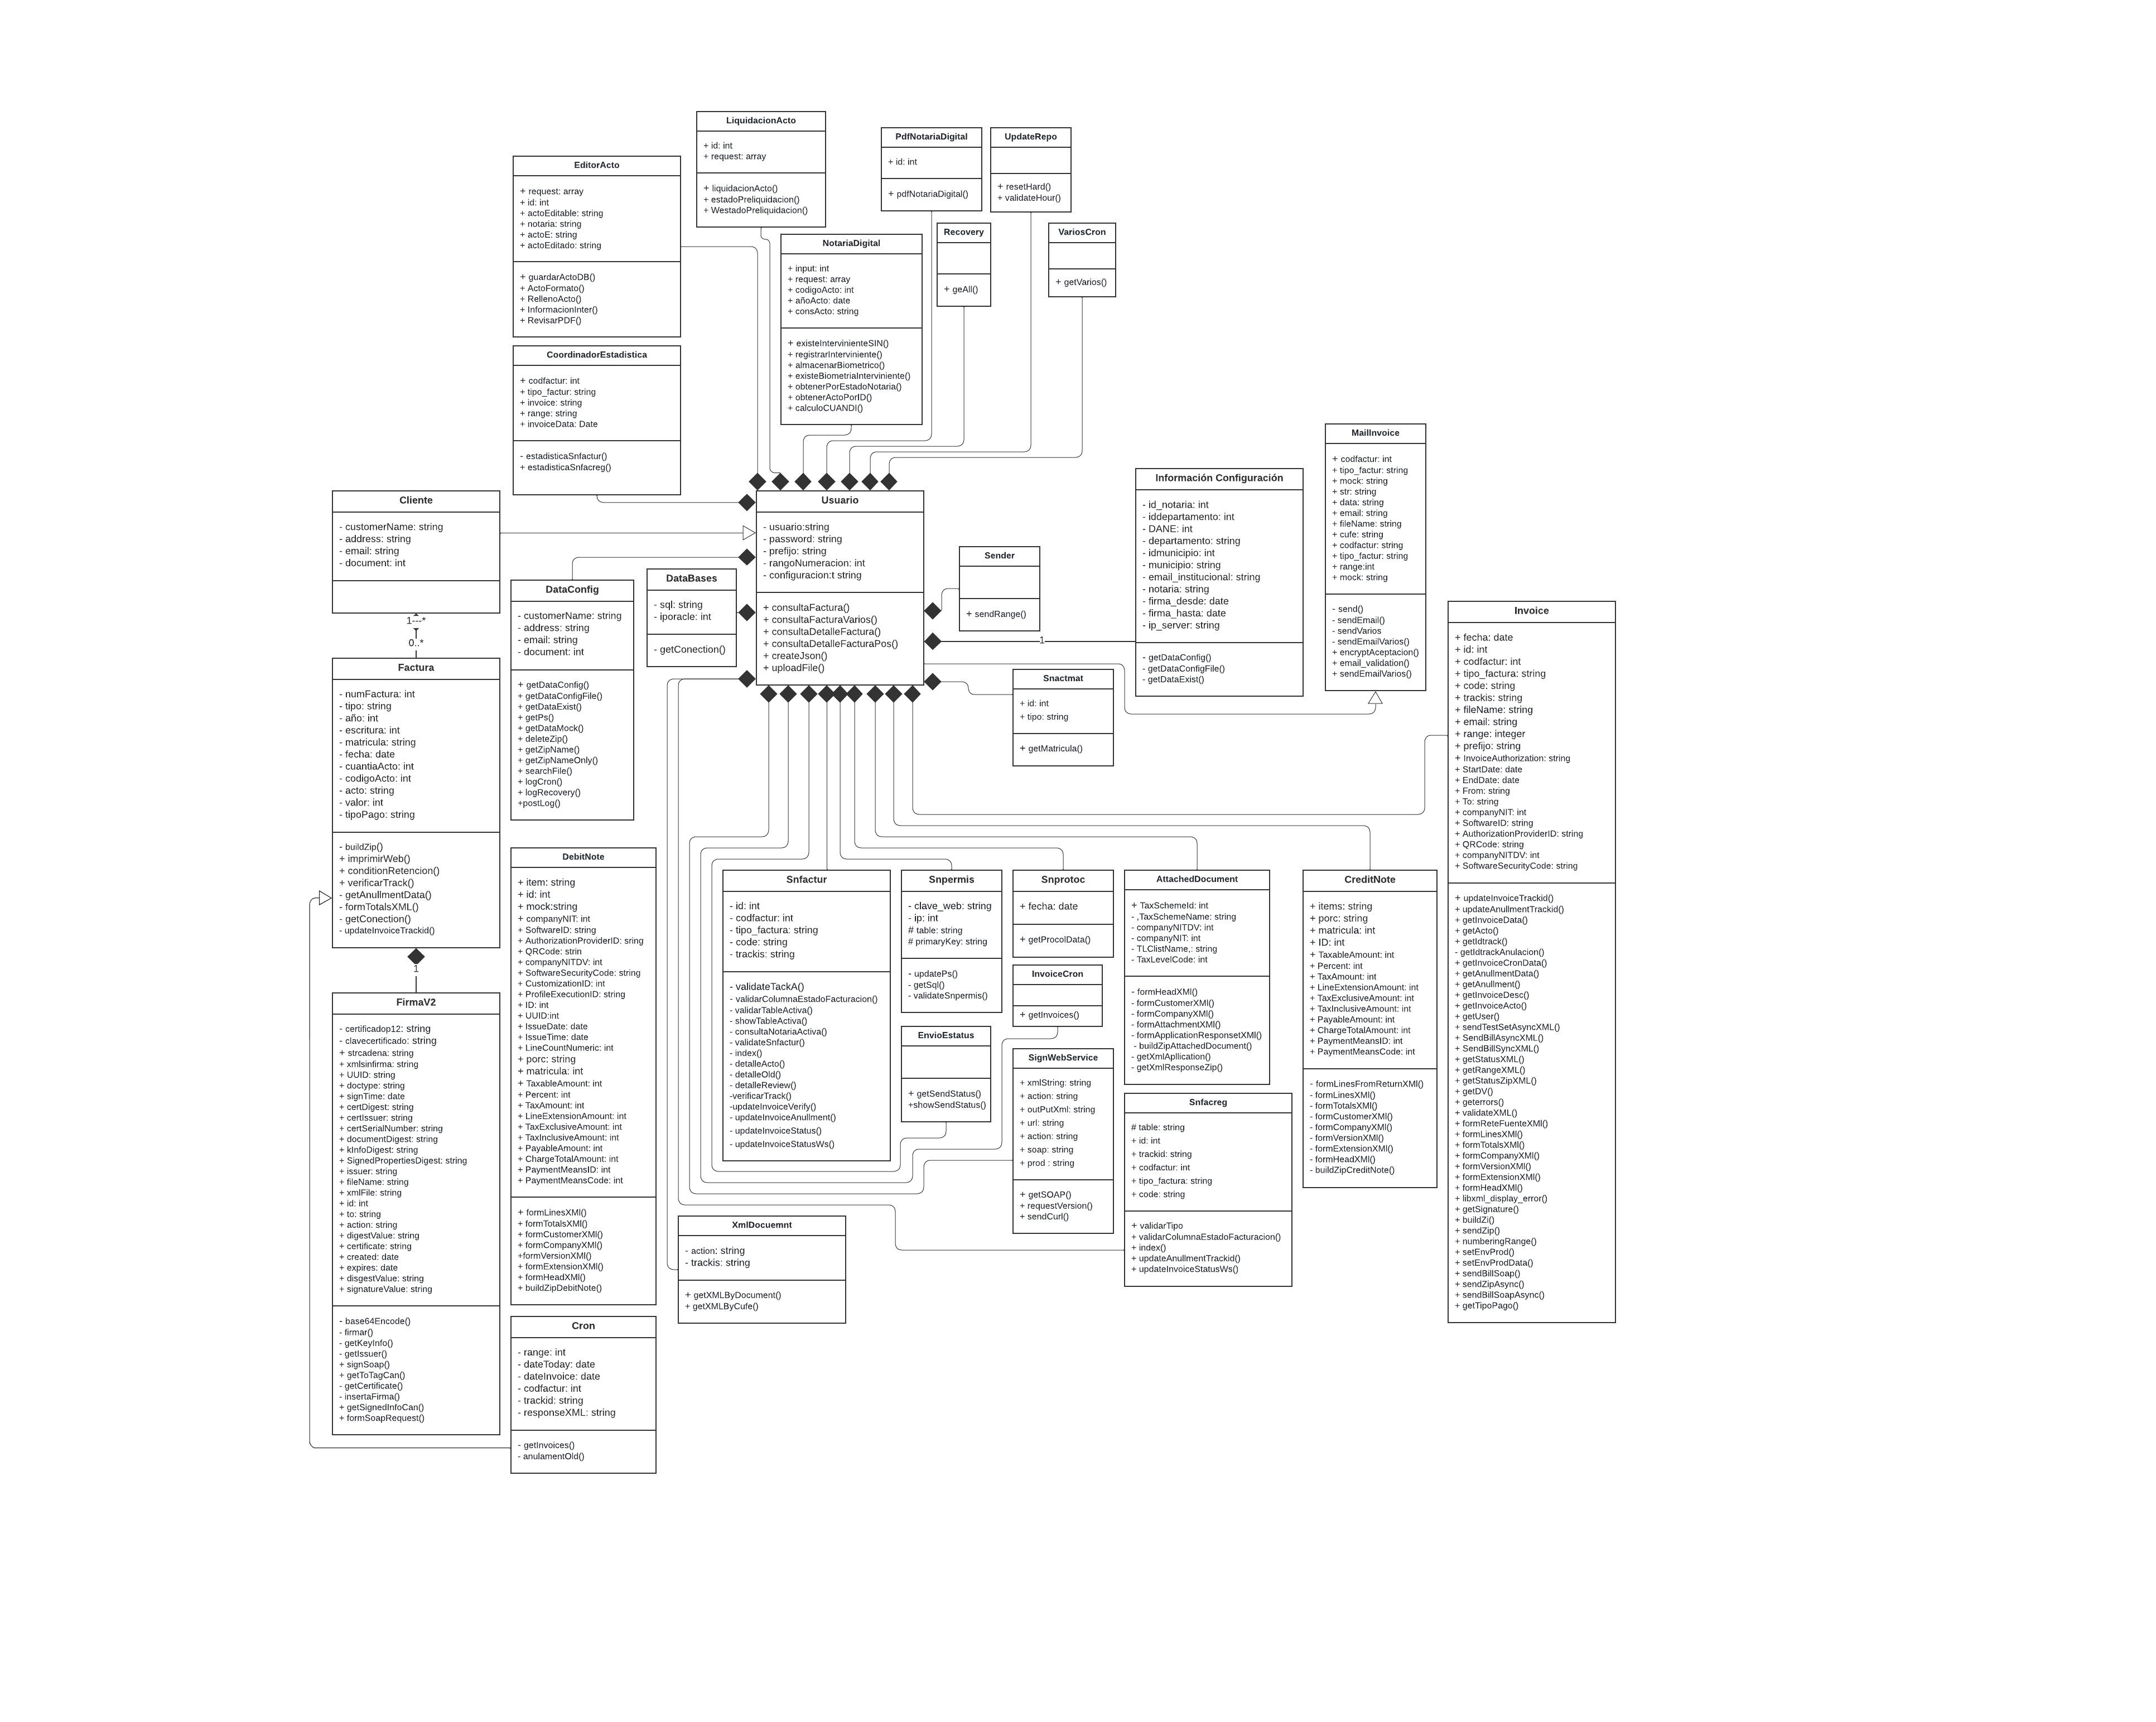 LiquidacionActo
+ id: int
+ request: array
+ liquidacionActo()
+ estadoPreliquidacion()
+ WestadoPreliquidacion()
PdfNotariaDigital
+ id: int
+ pdfNotariaDigital()
UpdateRepo
+ resetHard()
+ validateHour()
EditorActo
+ request: array
+ id: int
+ actoEditable: string
+ notaria: string
+ actoE: string
+ actoEditado: string
+ guardarActoDB()
+ ActoFormato()
+ RellenoActo()
+ InformacionInter()
+ RevisarPDF()
NotariaDigital
+ input: int
+ request: array
+ codigoActo: int
+ añoActo: date
+ consActo: string
+ existeIntervinienteSIN()
+ registrarInterviniente()
+ almacenarBiometrico()
+ existeBiometriaInterviniente()
+ obtenerPorEstadoNotaria()
+ obtenerActoPorID()
+ calculoCUANDI()
Recovery
+ geAll()
VariosCron
+ getVarios()
CoordinadorEstadistica
+ codfactur: int
+ tipo_factur: string
+ invoice: string
+ range: string
+ invoiceData: Date
- estadisticaSnfactur()
+ estadisticaSnfacreg()
Cliente
- customerName: string
- address: string
- email: string
- document: int
1---*
0..*
Usuario
- usuario:string
- password: string
- prefijo: string
- rangoNumeracion: int
- configuracion:t string
+ consultaFactura()
+ consultaFacturaVarios()
+ consultaDetalleFactura()
+ consultaDetalleFacturaPos()
+ createJson()
+ uploadFile()
DataConfig
- customerName: string
- address: string
- email: string
- document: int
+ getDataConfig()
+ getDataConfigFile()
+ getDataExist()
+ getPs()
+ getDataMock()
+ deleteZip()
+ getZipName()
+ getZipNameOnly()
+ searchFile()
+ logCron()
+ logRecovery()
+postLog()
DataBases
- sql: string
- iporacle: int
- getConection()
Sender
+ sendRange()
1
Información Configuración
- id_notaria: int
- iddepartamento: int
- DANE: int
- departamento: string
- idmunicipio: int
- municipio: string
- email_institucional: string
- notaria: string
- firma_desde: date
- firma_hasta: date
- ip_server: string
- getDataConfig()
- getDataConfigFile()
- getDataExist()
MailInvoice
+ codfactur: int
+ tipo_factur: string
+ mock: string
+ str: string
+ data: string
+ email: string
+ fileName: string
+ cufe: string
+ codfactur: string
+ tipo_factur: string
+ range:int
+ mock: string
- send()
- sendEmail()
- sendVarios
- sendEmailVarios()
+ encryptAceptacion()
+ email_validation()
+ sendEmailVarios()
Snactmat
+ id: int
+ tipo: string
+ getMatricula()
Invoice
+ fecha: date
+ id: int
+ codfactur: int
+ tipo_factura: string
+ code: string
+ trackis: string
+ fileName: string
+ email: string
+ range: integer
+ prefijo: string
+ InvoiceAuthorization: string
+ StartDate: date
+ EndDate: date
+ From: string
+ To: string
+ companyNIT: int
+ SoftwareID: string
+ AuthorizationProviderID: string
+ QRCode: string
+ companyNITDV: int
+ SoftwareSecurityCode: string
+ updateInvoiceTrackid()
+ updateAnullmentTrackid()
+ getInvoiceData()
+ getActo()
+ getIdtrack()
- getIdtrackAnulacion()
+ getInvoiceCronData()
+ getAnullmentData()
+ getAnullment()
+ getInvoiceDesc()
+ getInvoiceActo()
+ getUser()
+ sendTestSetAsyncXML()
+ SendBillAsyncXML()
+ SendBillSyncXML()
+ getStatusXML()
+ getRangeXML()
+ getStatusZipXML()
+ getDV()
+ geterrors()
+ validateXML()
+ formReteFuenteXMl()
+ formLinesXMl()
+ formTotalsXMl()
+ formCompanyXMl()
+ formVersionXMl()
+ formExtensionXMl()
+ formHeadXMl()
+ libxml_display_error()
+ getSignature()
+ buildZi()
+ sendZip()
+ numberingRange()
+ setEnvProd()
+ setEnvProdData()
+ sendBillSoap()
+ sendZipAsync()
+ sendBillSoapAsync()
+ getTipoPago()
Factura
- numFactura: int
- tipo: string
- año: int
- escritura: int
- matricula: string
- fecha: date
- cuantiaActo: int
- codigoActo: int
- acto: string
- valor: int
- tipoPago: string
- buildZip()
+ imprimirWeb()
+ conditionRetencion()
+ verificarTrack()
- getAnullmentData()
- formTotalsXML()
- getConection()
- updateInvoiceTrackid()
1
FirmaV2
- certificadop12: string
- clavecertificado: string
+ strcadena: string
+ xmlsinfirma: string
+ UUID: string
+ doctype: string
+ signTime: date
+ certDigest: string
+ certIssuer: string
+ certSerialNumber: string
+ documentDigest: string
+ kInfoDigest: string
+ SignedPropertiesDigest: string
+ issuer: string
+ fileName: string
+ xmlFile: string
+ id: int
+ to: string
+ action: string
+ digestValue: string
+ certificate: string
+ created: date
+ expires: date
+ disgestValue: string
+ signatureValue: string
- base64Encode()
- firmar()
- getKeyInfo()
- getIssuer()
+ signSoap()
+ getToTagCan()
- getCertificate()
- insertaFirma()
+ getSignedInfoCan()
+ formSoapRequest()
DebitNote
+ item: string
+ id: int
+ mock:string
+ companyNIT: int
+ SoftwareID: string
+ AuthorizationProviderID: sring
+ QRCode: strin
+ companyNITDV: int
+ SoftwareSecurityCode: string
+ CustomizationID: int
+ ProfileExecutionID: string
+ ID: int
+ UUID:int
+ IssueDate: date
+ IssueTime: date
+ LineCountNumeric: int
+ porc: string
+ matricula: int
+ TaxableAmount: int
+ Percent: int
+ TaxAmount: int
+ LineExtensionAmount: int
+ TaxExclusiveAmount: int
+ TaxInclusiveAmount: int
+ PayableAmount: int
+ ChargeTotalAmount: int
+ PaymentMeansID: int
+ PaymentMeansCode: int
+ formLinesXMl()
+ formTotalsXMl()
+ formCustomerXMl()
+ formCompanyXMl()
+formVersionXMl()
+ formExtensionXMl()
+ formHeadXMl()
+ buildZipDebitNote()
Cron
- range: int
- dateToday: date
- dateInvoice: date
- codfactur: int
- trackid: string
- responseXML: string
- getInvoices()
- anulamentOld()
Snfactur
- id: int
- codfactur: int
- tipo_factura: string
- code: string
- trackis: string
- validateTackA()
- validarColumnaEstadoFacturacion()
- validarTableActiva()
- showTableActiva()
- consultaNotariaActiva()
- validateSnfactur()
- index()
- detalleActo()
- detalleOld()
- detalleReview()
-verificarTrack()
-updateInvoiceVerify()
- updateInvoiceAnullment()
- updateInvoiceStatus()
- updateInvoiceStatusWs()
Snpermis
- clave_web: string
- ip: int
# table: string
# primaryKey: string
- updatePs()
- getSql()
- validateSnpermis()
EnvioEstatus
+ getSendStatus()
+showSendStatus()
Snprotoc
+ fecha: date
+ getProcolData()
InvoiceCron
+ getInvoices()
SignWebService
+ xmlString: string
+ action: string
+ outPutXml: string
+ url: string
+ action: string
+ soap: string
+ prod : string
+ getSOAP()
+ requestVersion()
+ sendCurl()
AttachedDocument
+ TaxSchemeId: int
- ,TaxSchemeName: string
- companyNITDV: int
- companyNIT: int
- TLClistName,: string
- TaxLevelCode: int
- formHeadXMl()
- formCustomerXMl()
- formCompanyXMl()
- formAttachmentXMl()
- formApplicationResponsetXMl()
- buildZipAttachedDocument()
- getXmlApllication()
- getXmlResponseZip()
Snfacreg
# table: string
+ id: int
+ trackid: string
+ codfactur: int
+ tipo_factura: string
+ code: string
+ validarTipo
+ validarColumnaEstadoFacturacion()
+ index()
+ updateAnullmentTrackid()
+ updateInvoiceStatusWs()
CreditNote
+ items: string
+ porc: string
+ matricula: int
+ ID: int
+ TaxableAmount: int
+ Percent: int
+ TaxAmount: int
+ LineExtensionAmount: int
+ TaxExclusiveAmount: int
+ TaxInclusiveAmount: int
+ PayableAmount: int
+ ChargeTotalAmount: int
+ PaymentMeansID: int
+ PaymentMeansCode: int
- formLinesFromReturnXMl()
- formLinesXMl()
- formTotalsXMl()
- formCustomerXMl()
- formCompanyXMl()
- formVersionXMl()
- formExtensionXMl()
- formHeadXMl()
- buildZipCreditNote()
XmlDocuemnt
- action: string
- trackis: string
+ getXMLByDocument()
+ getXMLByCufe()